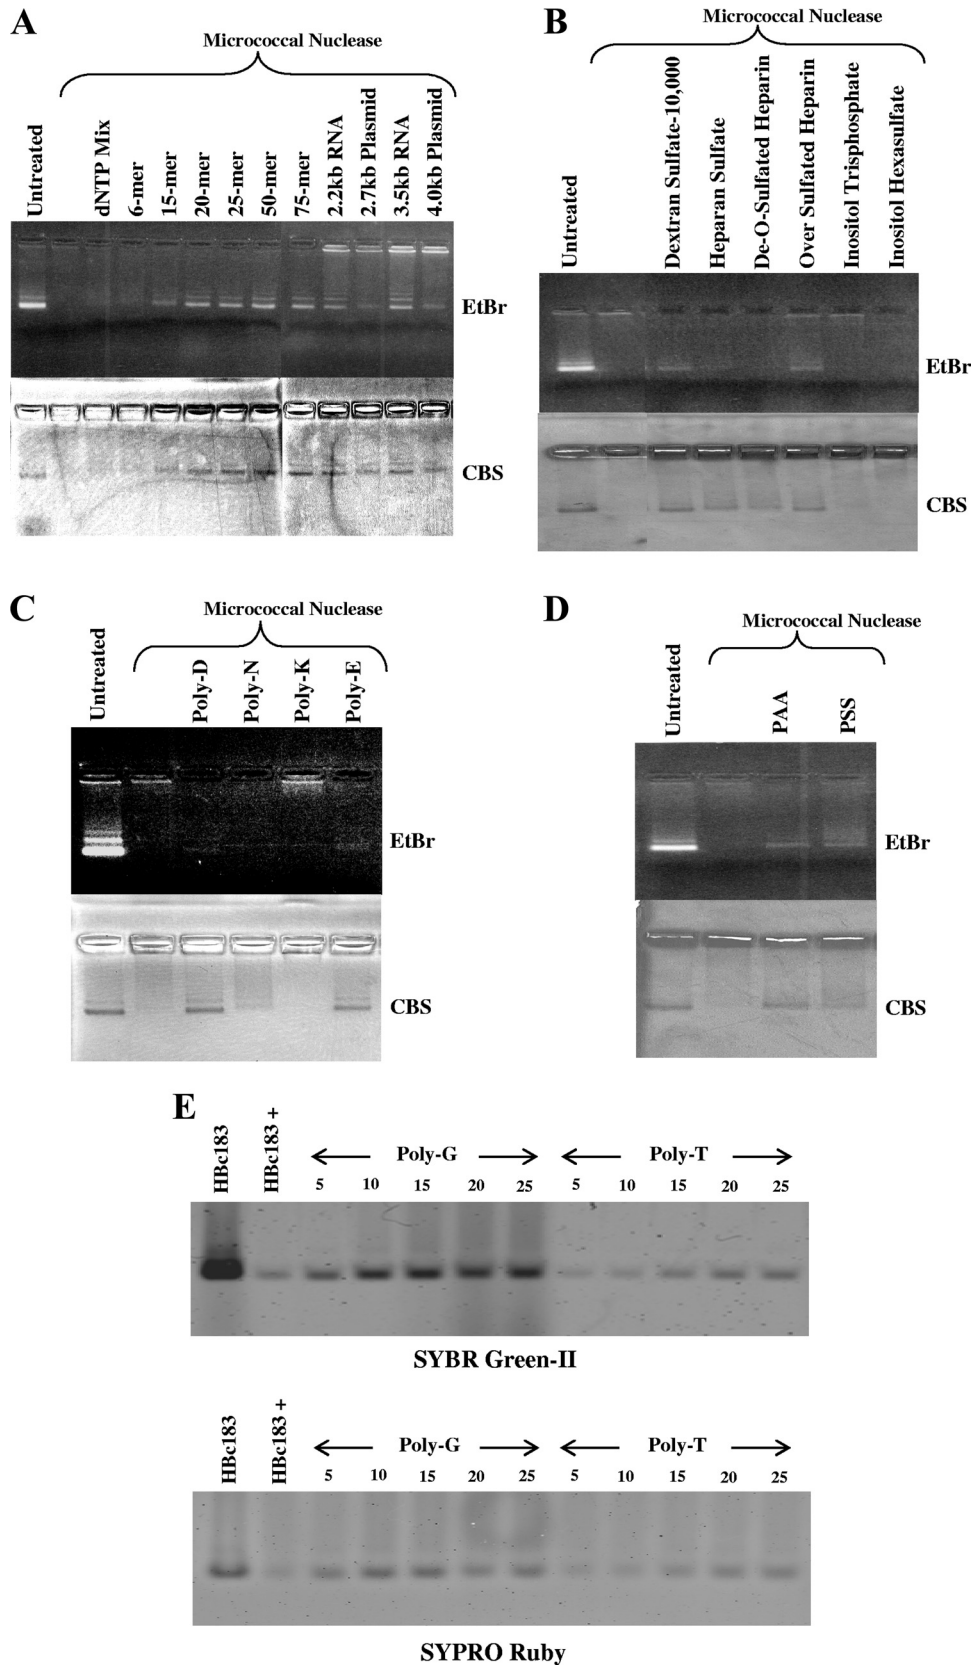 A
Micrococcal Nuclease
Untreated
dNTP Mix
6-mer
15-mer
20-mer
25-mer
50-mer
75-mer
2.2kb RNA
2.7kb Plasmid
3.5kb RNA
4.0kb Plasmid
EtBr
CBS
B
Micrococcal Nuclease
Untreated
Dextran Sulfate-10,000
Heparan Sulfate
De-O-Sulfated Heparin
Over Sulfated Heparin
Inositol Trisphosphate
Inositol Hexasulfate
EtBr
CBS
C
Micrococcal Nuclease
Untreated
Poly-D
Poly-N
Poly-K
Poly-E
EtBr
CBS
D
Micrococcal Nuclease
Untreated
PAA
PSS
EtBr
CBS
E
HBc183
HBc183 +
Poly-G
Poly-T
5 10 15 20 25 5 10 15 20 25
SYBR Green-II
HBc183
HBc183 +
Poly-G
Poly-T
5 10 15 20 25 5 10 15 20 25
SYPRO Ruby